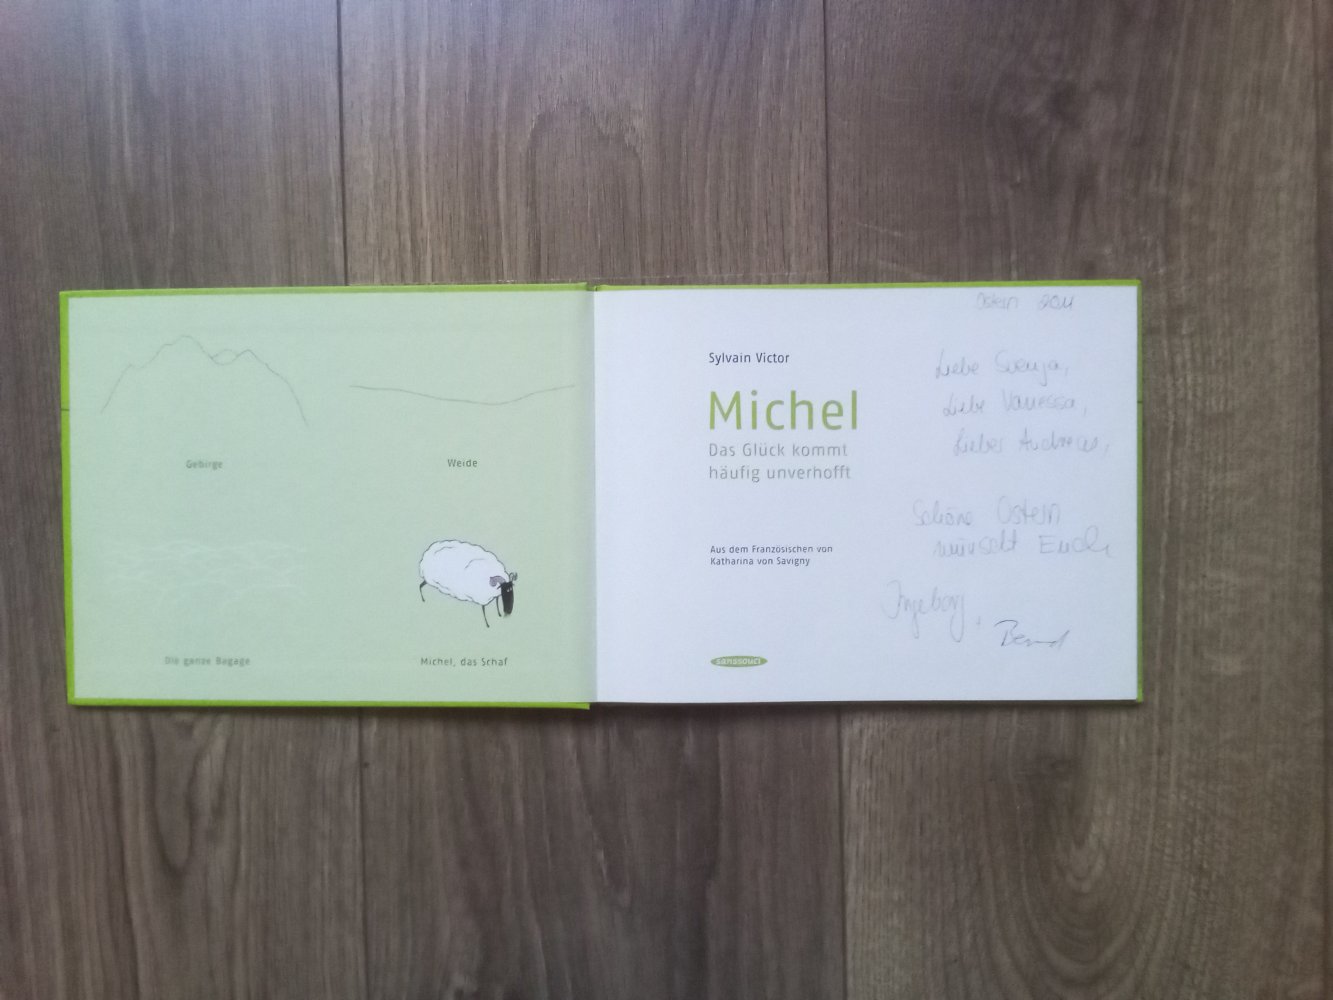 Gebirge
Weide
Die ganze Bagage
Michel, das Schaf
Sylvain Victor
Michel
Das Glück kommt
häufig unverhofft
Aus dem Französischen von
Katharina von Savigny
sanssouci
Ostern 2011
Liebe Svenja,
Liebe Vanessa,
Lieber Andreas,
Schöne Ostern
wünscht Euch
Ingeborg,
Bernd